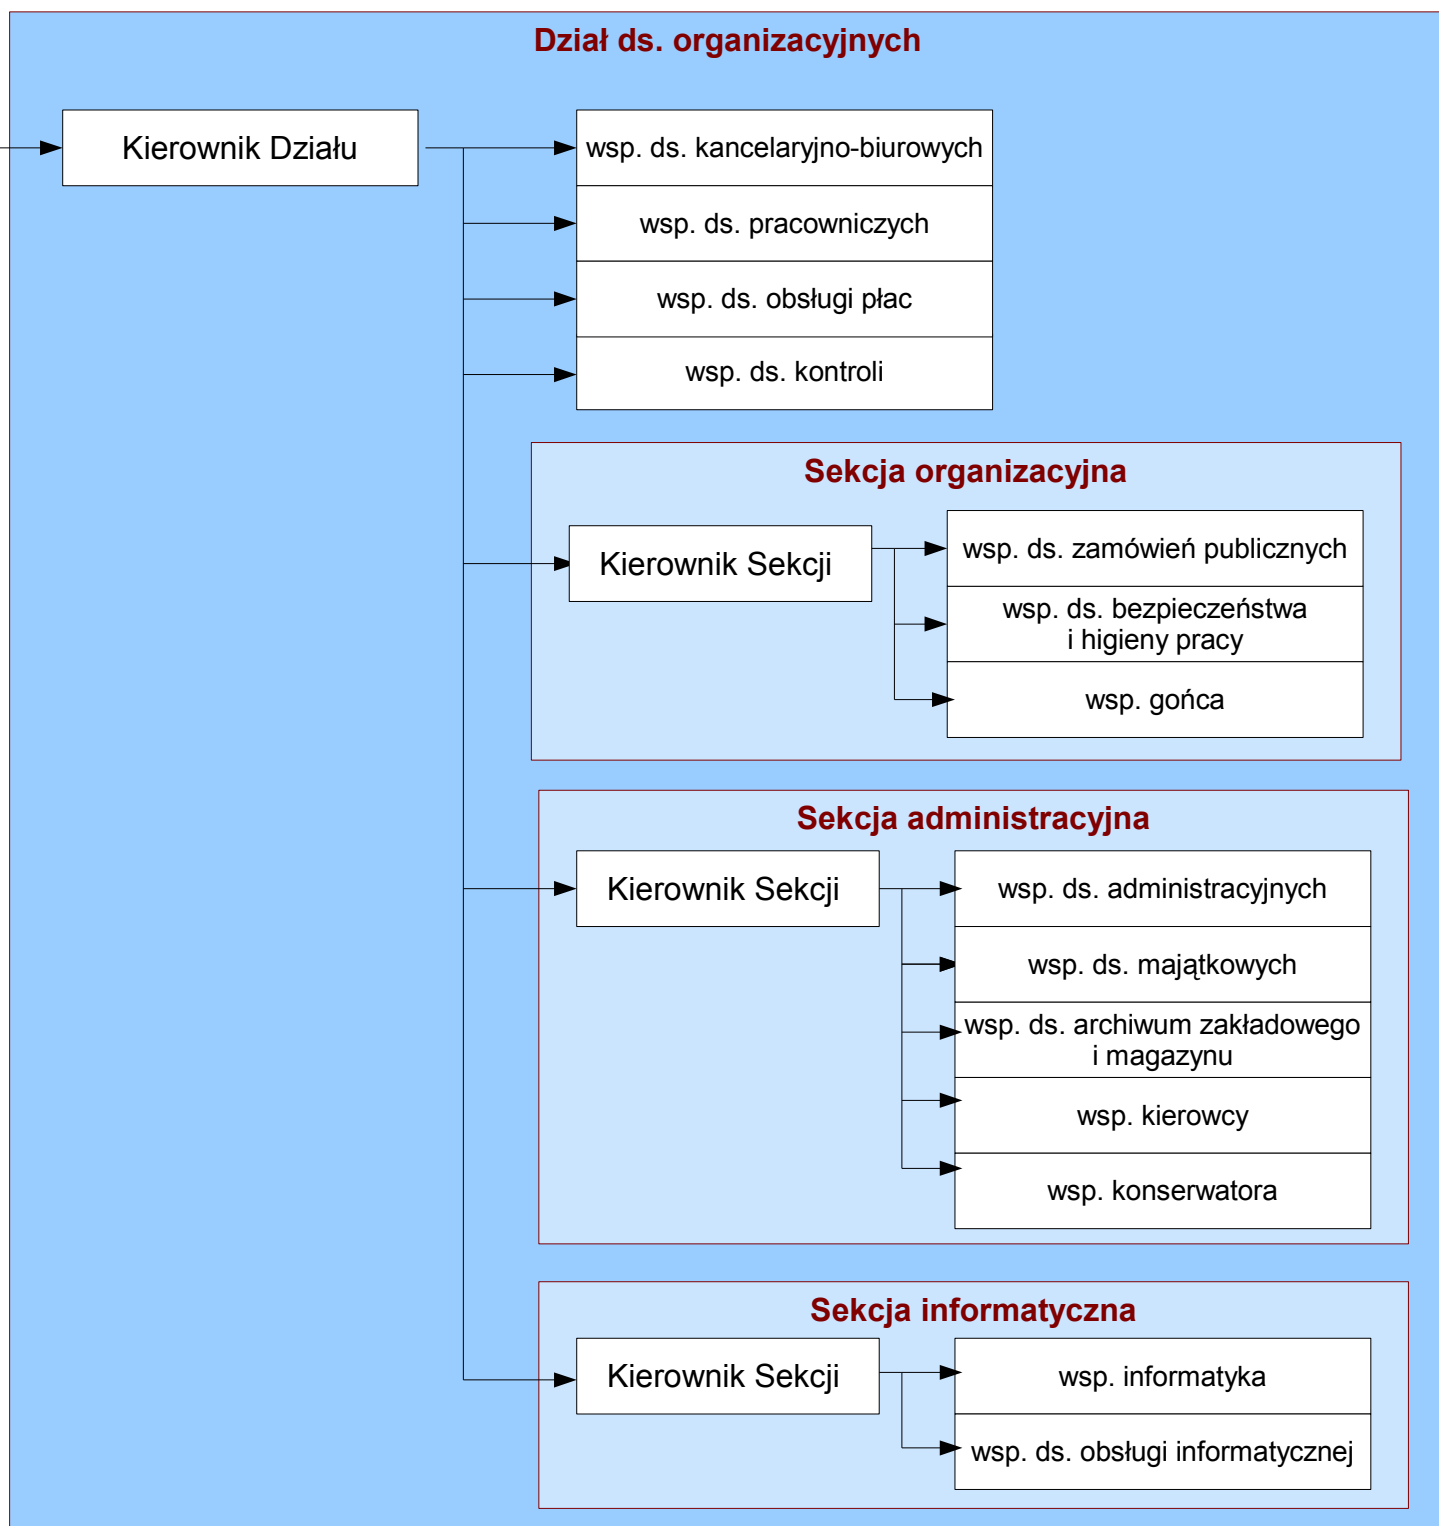 Dział ds. organizacyjnych
Kierownik Działu
wsp. ds. kancelaryjno-biurowych
wsp. ds. pracowniczych
wsp. ds. obsługi płac
wsp. ds. kontroli
Sekcja organizacyjna
Kierownik Sekcji
wsp. ds. zamówień publicznych
wsp. ds. bezpieczeństwa
i higieny pracy
wsp. gońca
Sekcja administracyjna
Kierownik Sekcji
wsp. ds. administracyjnych
wsp. ds. majątkowych
wsp. ds. archiwum zakładowego
i magazynu
wsp. kierowcy
wsp. konserwatora
Sekcja informatyczna
Kierownik Sekcji
wsp. informatyka
wsp. ds. obsługi informatycznej